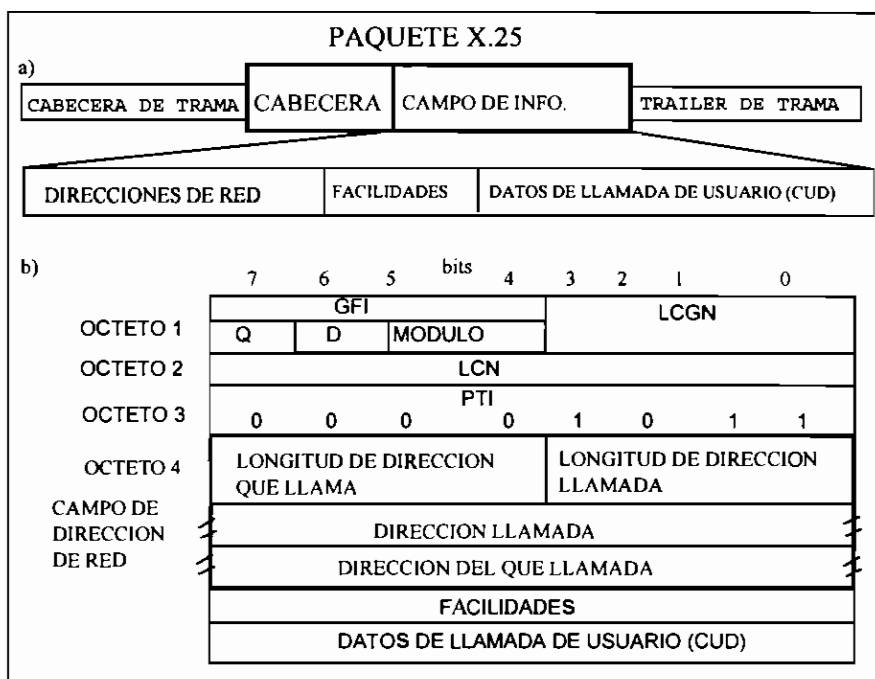 PAQUETE X.25
a)
CABECERA DE TRAMA CABECERA CAMPO DE INFO. TRAILER DE TRAMA
DIRECCIONES DE RED FACILIDADES DATOS DE LLAMADA DE USUARIO (CUD)
b) bits
7 6 5 4 3 2 1 0
GFI LCGN
OCTETO 1 Q D MODULO
OCTETO 2 LCN
PTI
OCTETO 3 0 0 0 0 1 0 1 1
OCTETO 4 LONGITUD DE DIRECCION QUE LLAMA LONGITUD DE DIRECCION LLAMADA
CAMPO DE
DIRECCION
DE RED
DIRECCION LLAMADA
DIRECCION DEL QUE LLAMADA
FACILIDADES
DATOS DE LLAMADA DE USUARIO (CUD)